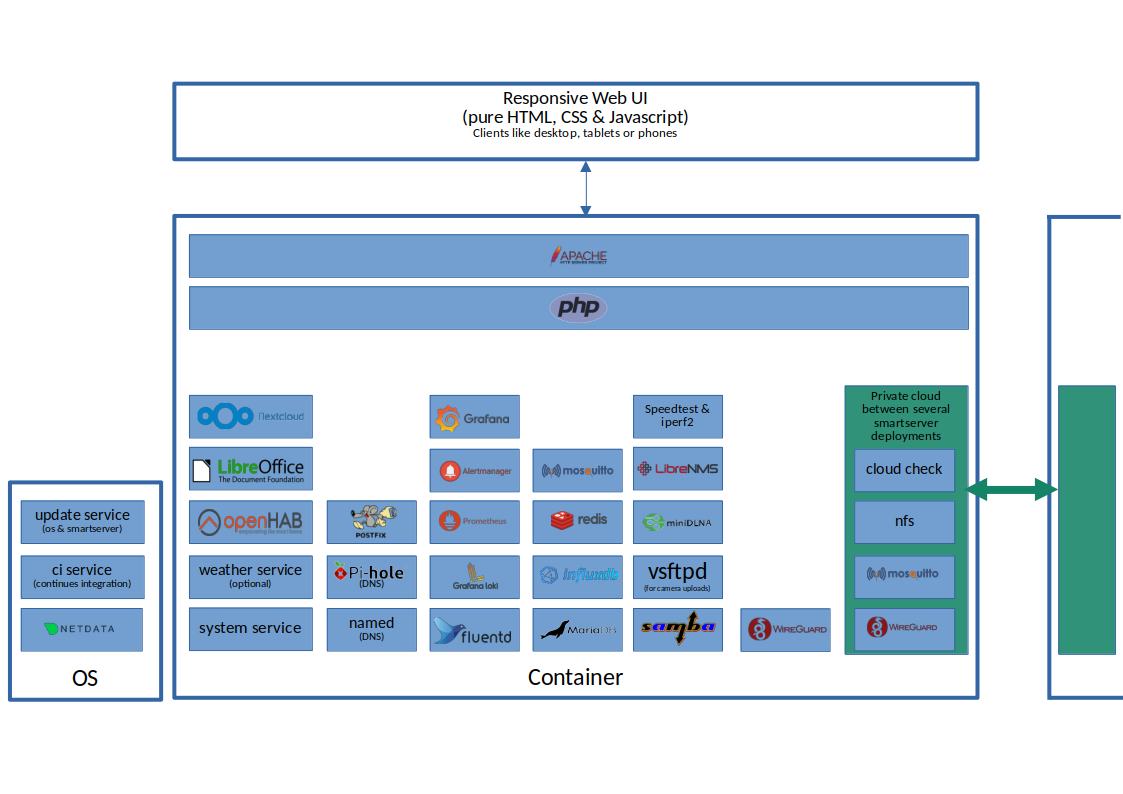 Responsive Web UI
(pure HTML, CSS & Javascript)
Clients like desktop, tablets or phones
APACHE
HTTP SERVER PROJECT
php
Nextcloud
LibreOffice
The Document Foundation
openHAB
empowering the smart home
weather service
(optional)
system service
POSTFIX
Pi-hole
(DNS)
named
(DNS)
Grafana
Alertmanager
Prometheus
Grafana loki
fluentd
mosquitto
redis
influxdb
MariaDB
Speedtest &
iperf2
LibreNMS
miniDLNA
vsftpd
(for camera uploads)
samba
WIREGUARD
Private cloud
between several
smartserver
deployments
cloud check
nfs
mosquitto
WIREGUARD
Container
update service
(os & smartserver)
ci service
(continues integration)
NETDATA
OS